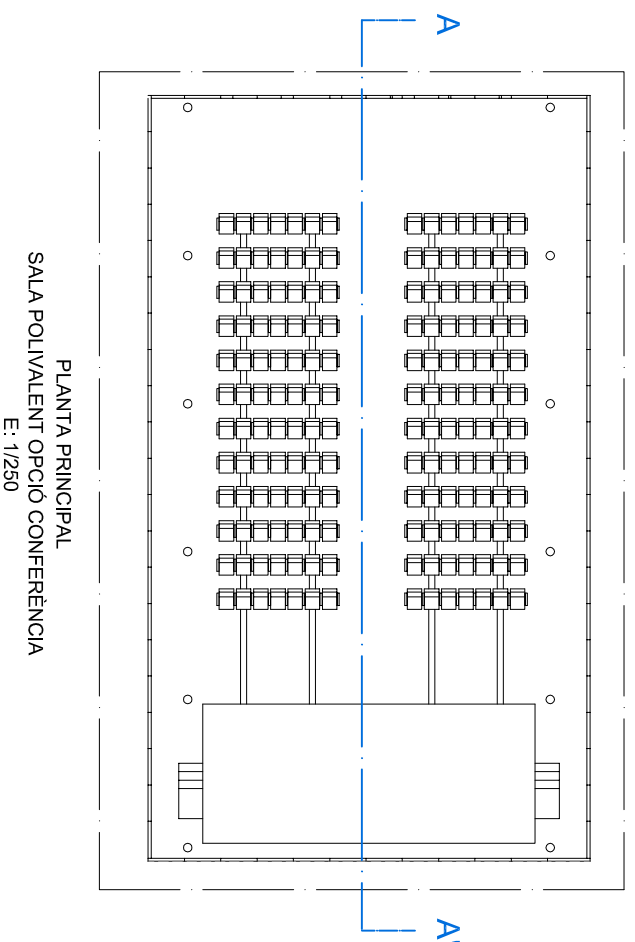 A
A'
PLANTA PRINCIPAL
SALA POLIVALENT OPCIÓ CONFERÈNCIA
E: 1/250